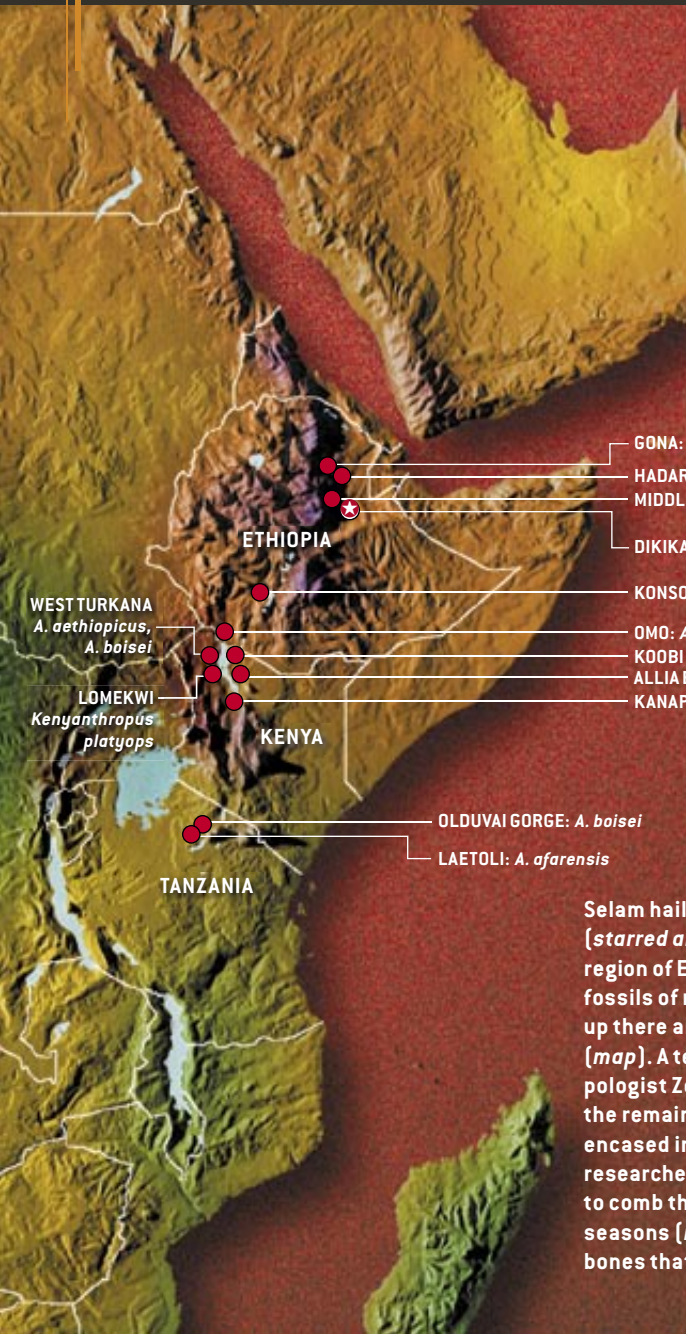 GONA:
HADAR
MIDDL
ETHIOPIA
DIKIKA
KONSO
WEST TURKANA
A. aethiopicus,
A. boisei
OMO: A
KOOBI
ALLIA B
LOMEKWI
Kenyanthropus
platyops
KANAP
KENYA
OLDUVAI GORGE: A. boisei
LAETOLI: A. afarensis
TANZANIA
Selam hail
(starred a
region of E
fossils of
up there a
(map). A te
pologist Ze
the remain
encased in
researche
to comb th
seasons (
bones that